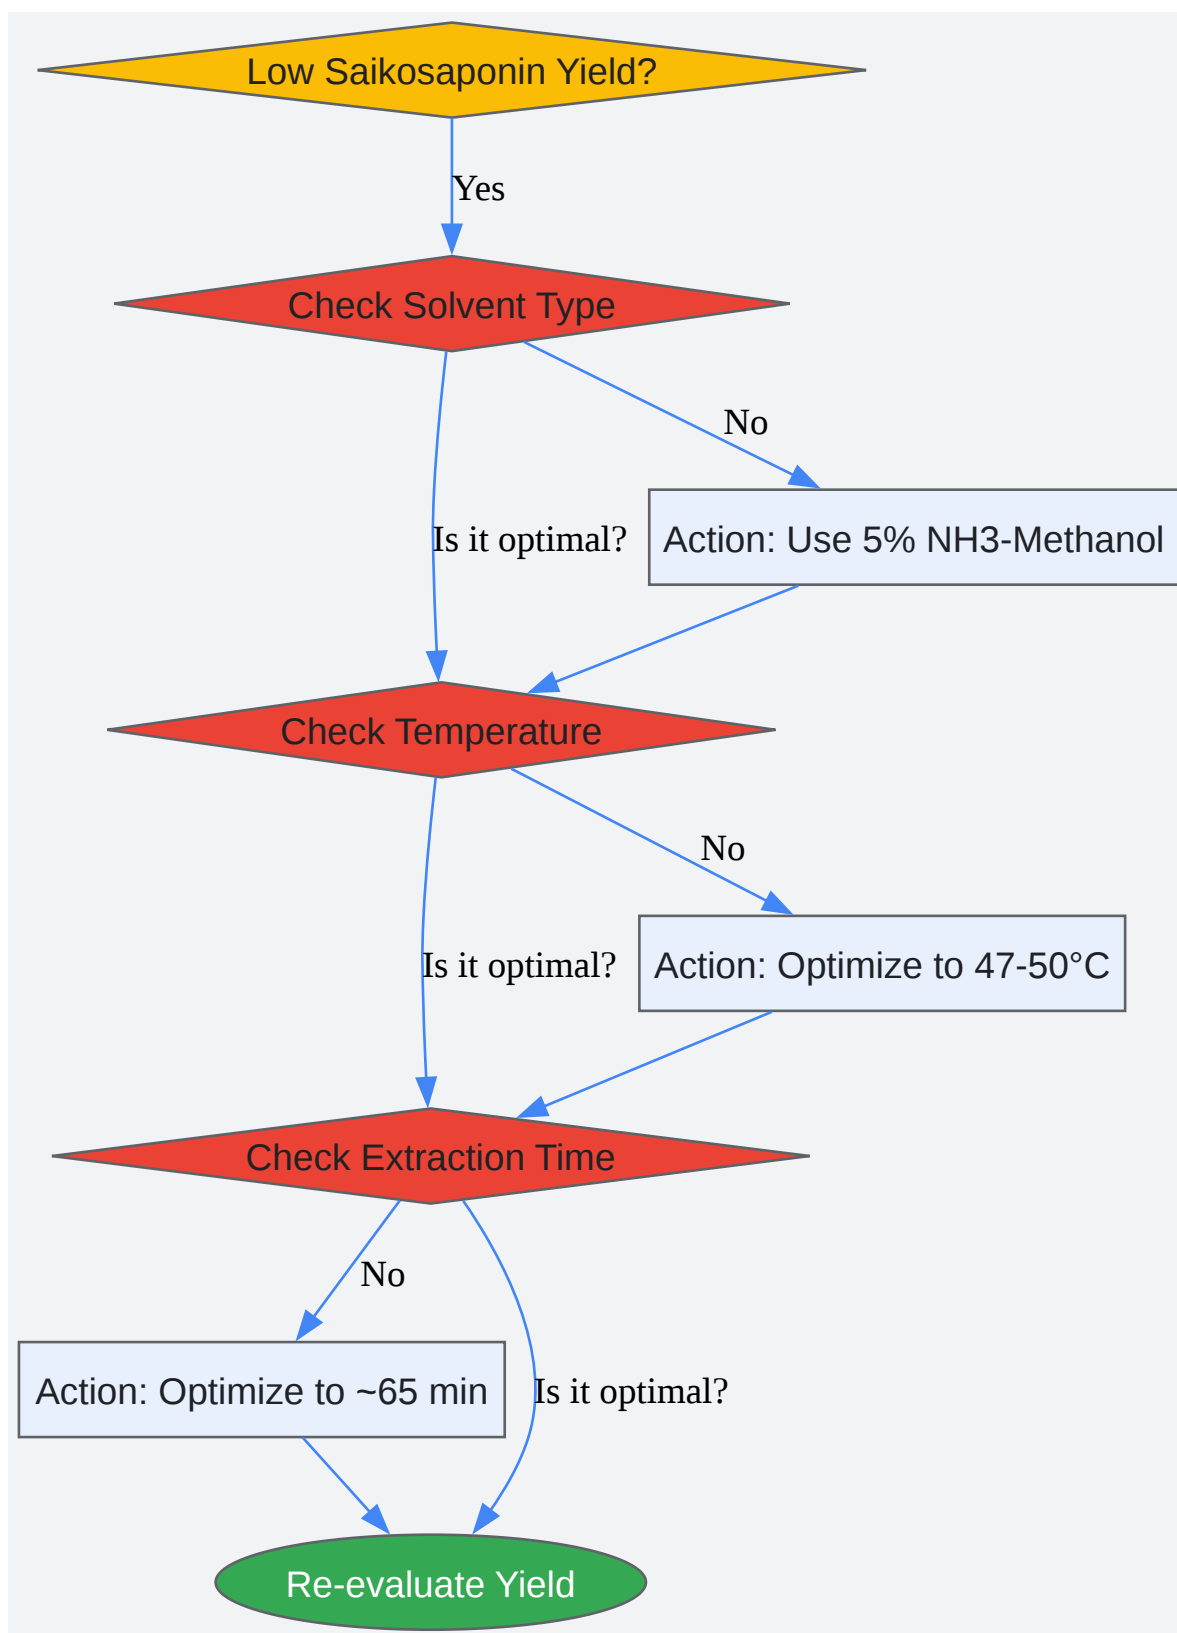 Low Saikosaponin Yield?
Yes
Check Solvent Type
No
Is it optimal?
Action: Use 5% NH3-Methanol
Check Temperature
No
Is it optimal?
Action: Optimize to 47-50°C
Check Extraction Time
No
Action: Optimize to ~65 min
Is it optimal?
Re-evaluate Yield